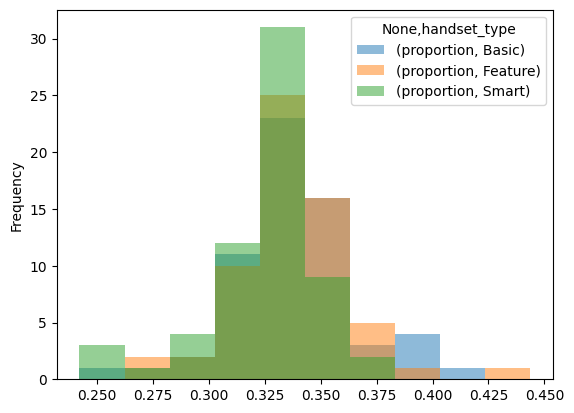 None,handset_type
(proportion, Basic)
(proportion, Feature)
(proportion, Smart)
Frequency
30
25
20
15
10
5
0
0.250 0.275 0.300 0.325 0.350 0.375 0.400 0.425 0.450